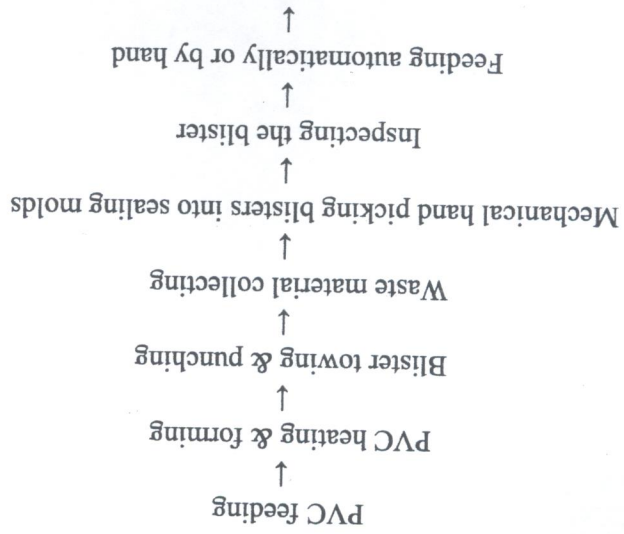 PVC feeding
↓
PVC heating & forming
↓
Blister towing & punching
↓
Waste material collecting
↓
Mechanical hand picking blisters into sealing molds
↓
Inspecting the blister
↓
Feeding automatically or by hand
↓